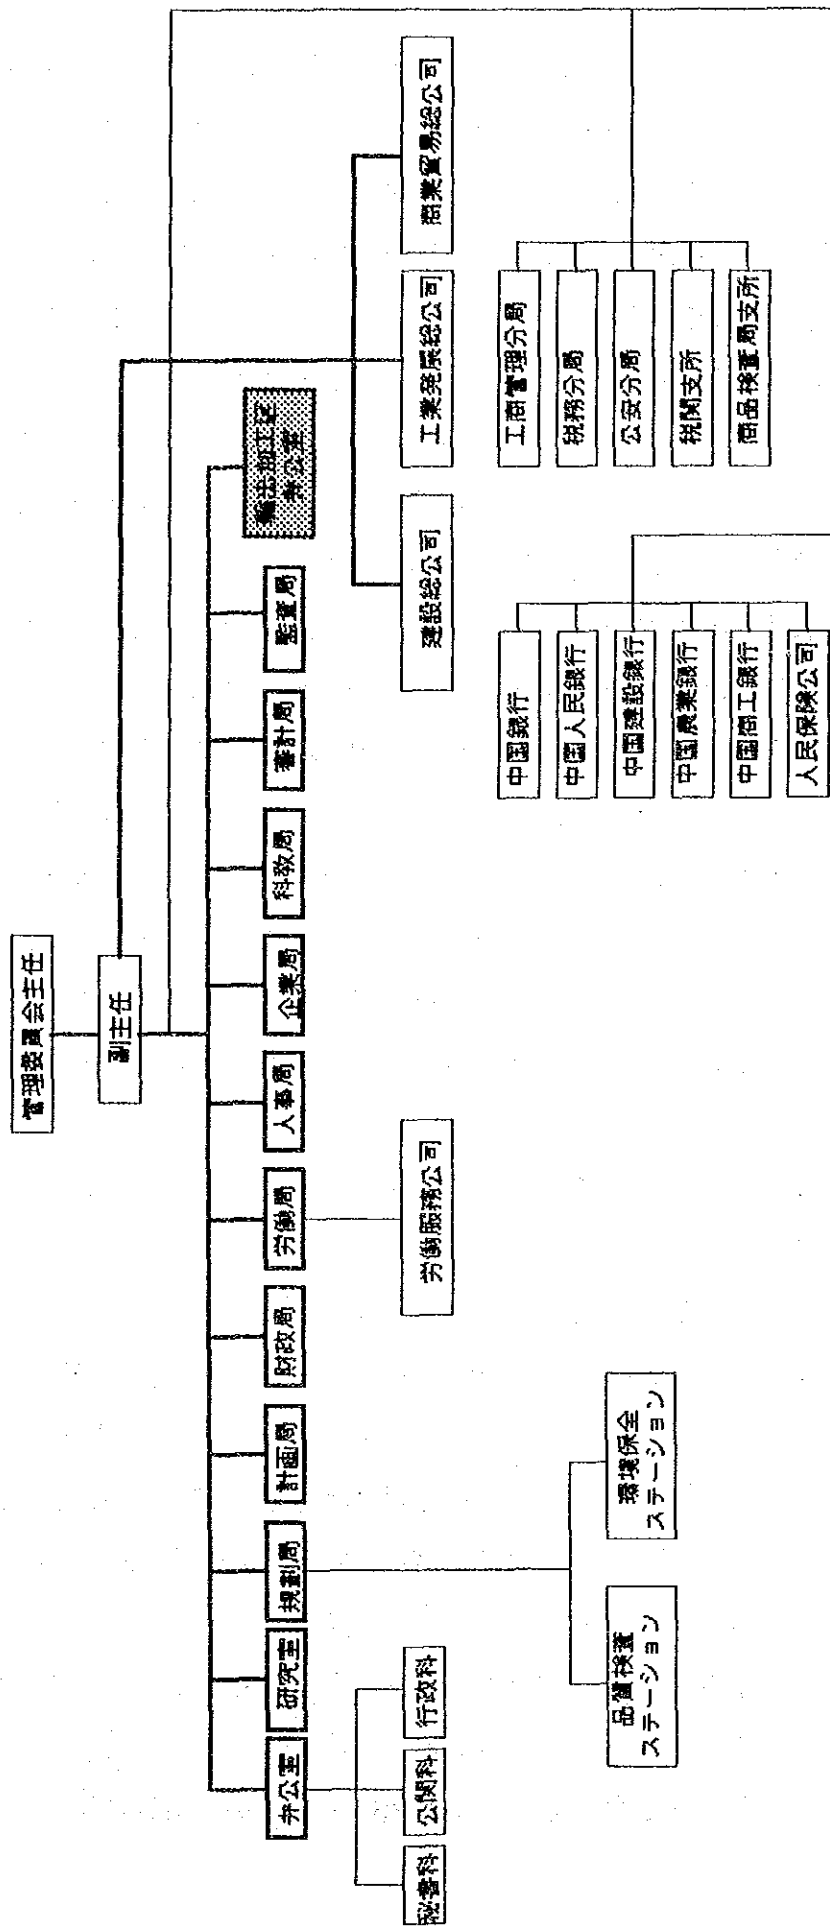 管理委員会主任
副主任
弁公室
研究室
規劃局
計画局
財政局
労働局
人事局
企業局
科教局
審計局
監査局
輸出加工区
弁公室
秘書科
公関科
行政科
労働服務公司
建設総公司
工業発展総公司
商業貿易総公司
品質検査
ステーション
環境保全
ステーション
中国銀行
中国人民銀行
中国建設銀行
中国農業銀行
中国商工銀行
人民保険公司
工商管理分局
税務分局
公安分局
税関支所
商品検査局支所